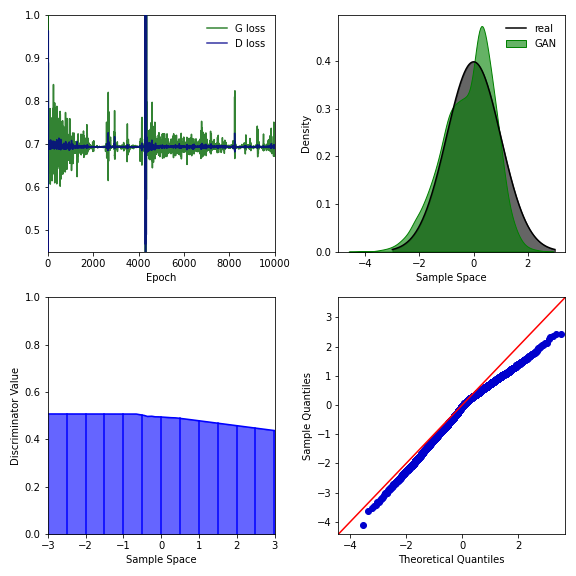 1.0
0.9
0.8
0.7
0.6
0.5
0 2000 4000 6000 8000 10000
Epoch
G loss
D loss
0.4
0.3
0.2
0.1
0.0
Density
−4 −2 0 2
Sample Space
real
GAN
1.0
0.8
0.6
0.4
0.2
0.0
Discriminator Value
−3 −2 −1 0 1 2 3
Sample Space
3
2
1
0
−1
−2
−3
−4
Sample Quantiles
−4 −2 0 2
Theoretical Quantiles